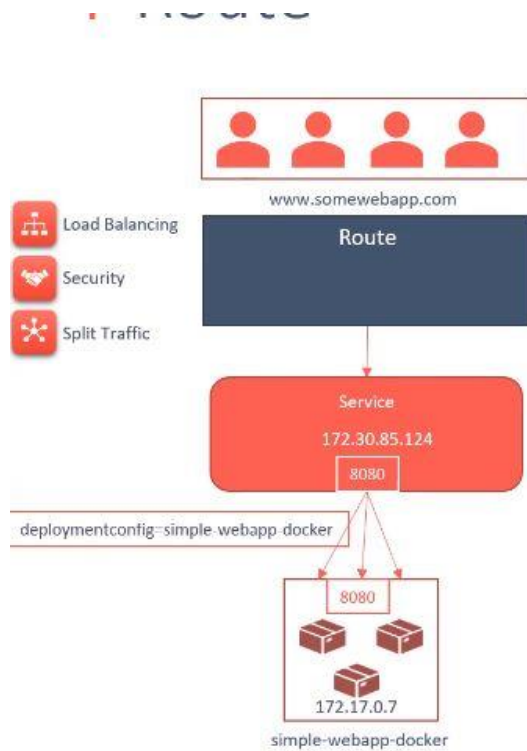 Route
www.somewebapp.com
Load Balancing
Security
Split Traffic
Route
Service
172.30.85.124
8080
deploymentconfig=simple-webapp-docker
8080
172.17.0.7
simple-webapp-docker